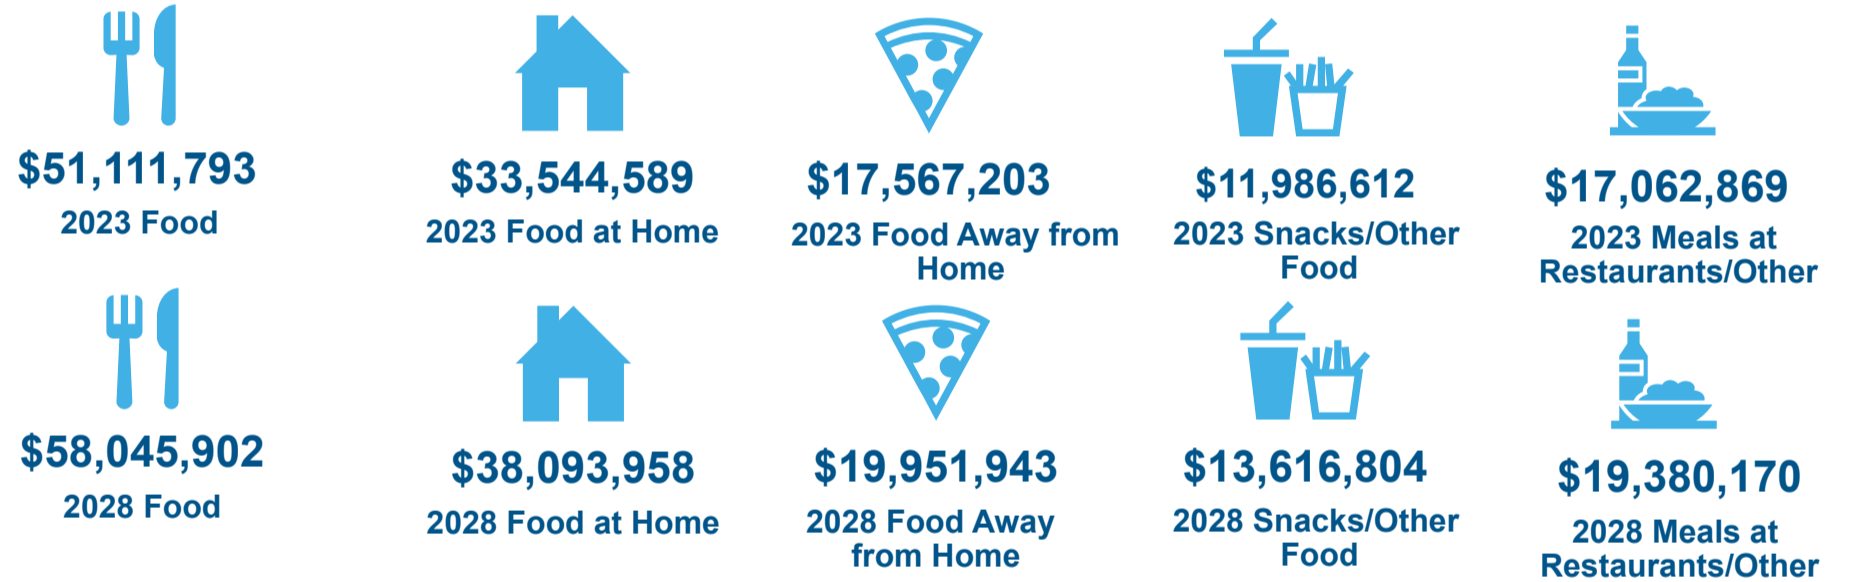 $51,111,793
2023 Food
$33,544,589
2023 Food at Home
$17,567,203
2023 Food Away from
Home
$11,986,612
2023 Snacks/Other
Food
$17,062,869
2023 Meals at
Restaurants/Other
$58,045,902
2028 Food
$38,093,958
2028 Food at Home
$19,951,943
2028 Food Away
from Home
$13,616,804
2028 Snacks/Other
Food
$19,380,170
2028 Meals at
Restaurants/Other